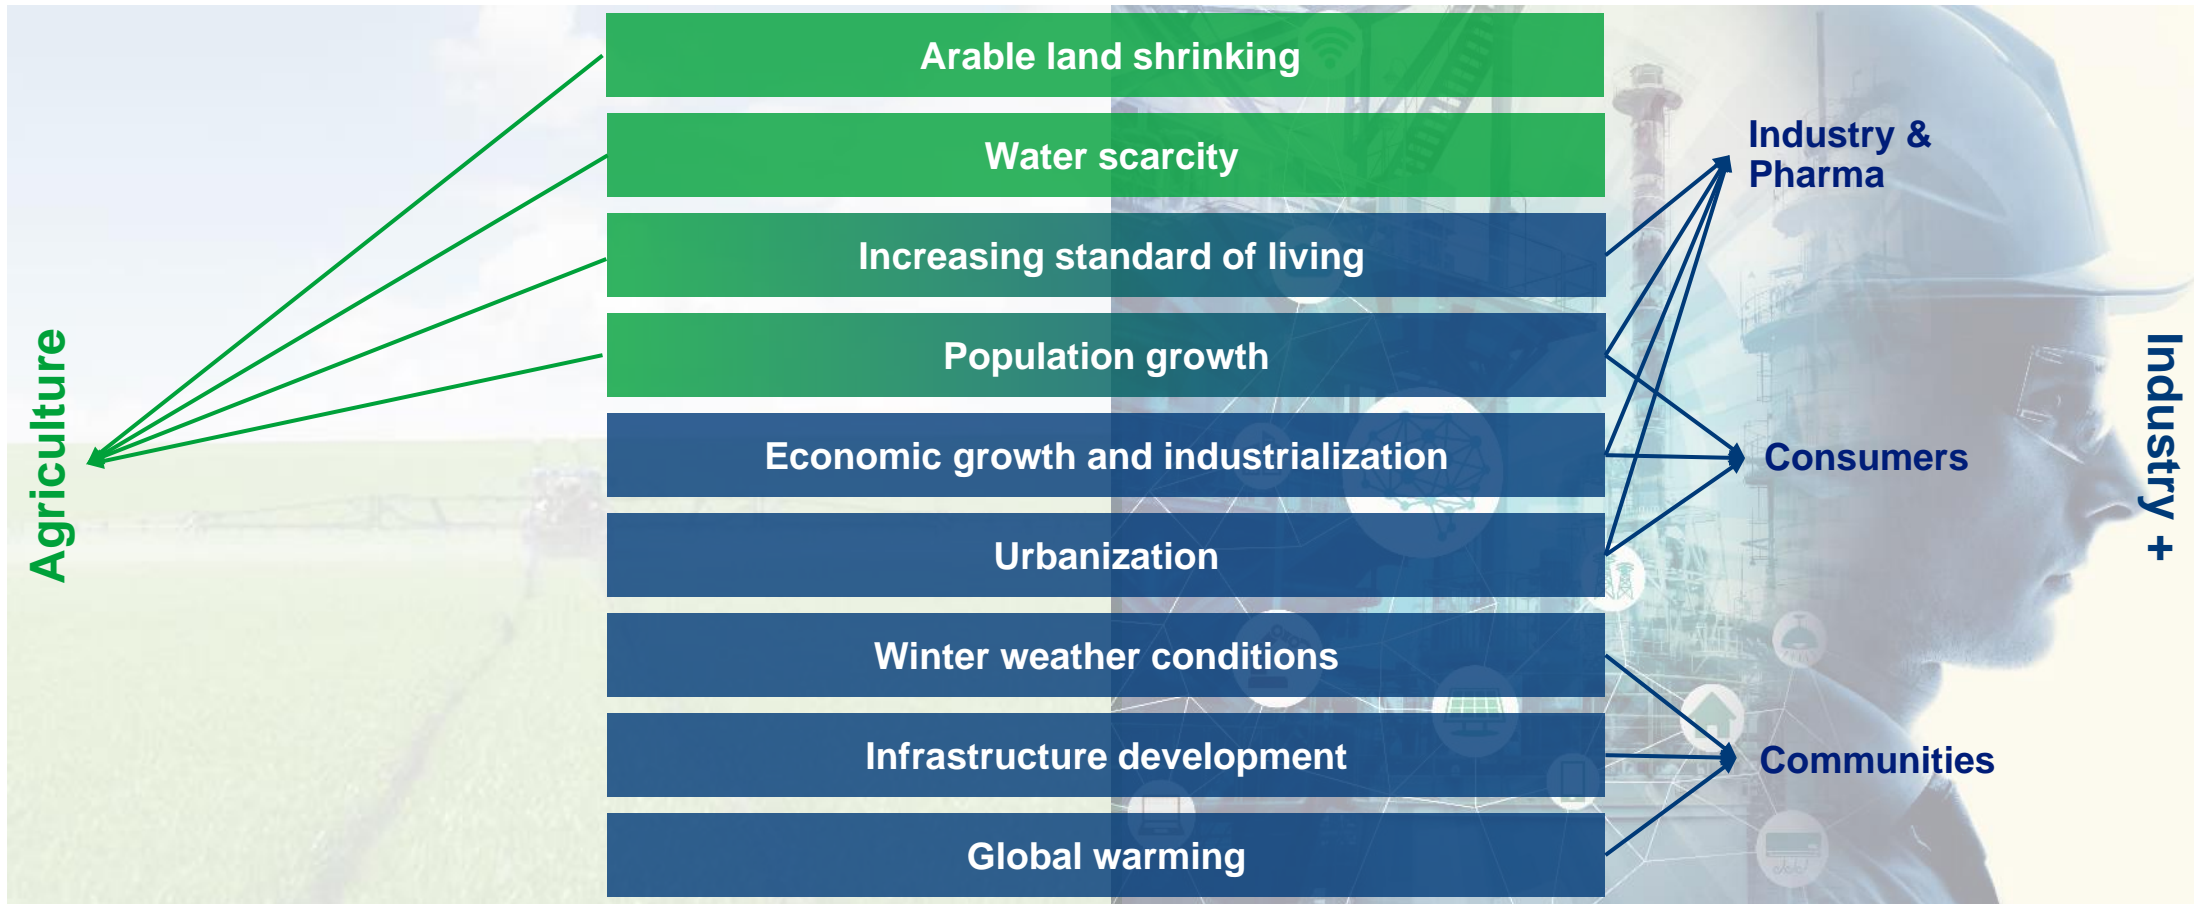 Agriculture
Arable land shrinking
Water scarcity
Increasing standard of living
Population growth
Economic growth and industrialization
Urbanization
Winter weather conditions
Infrastructure development
Global warming
Industry &
Pharma
Consumers
Communities
Industry +